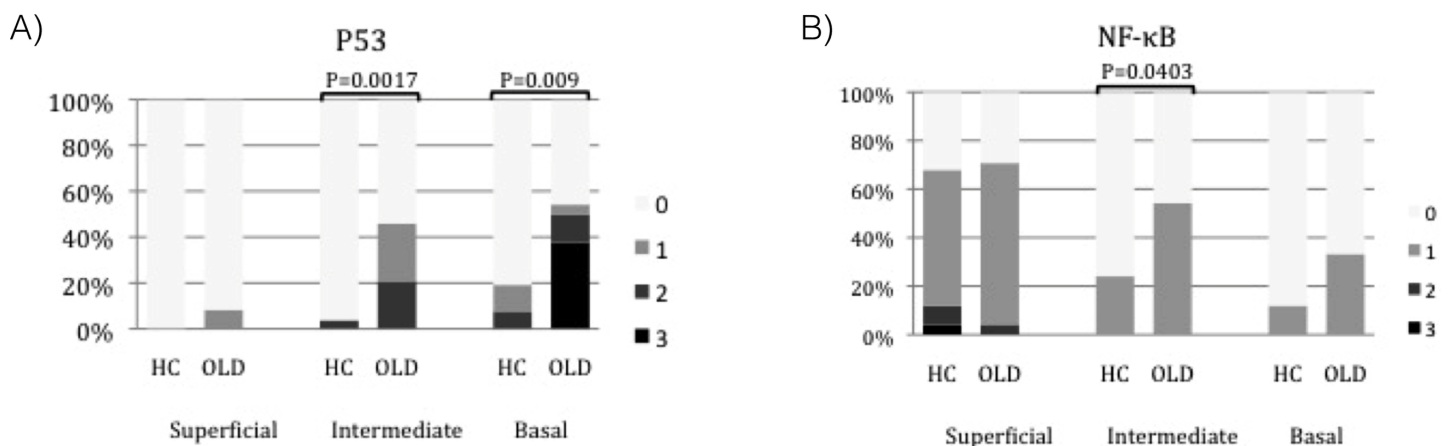 A)
P53
P=0.0017 P=0.009
100%
80%
60%
40%
20%
0%
0
1
2
3
HC OLD HC OLD HC OLD
Superficial Intermediate Basal
B)
NF-κB
P=0.0403
100%
80%
60%
40%
20%
0%
0
1
2
3
HC OLD HC OLD HC OLD
Superficial Intermediate Basal